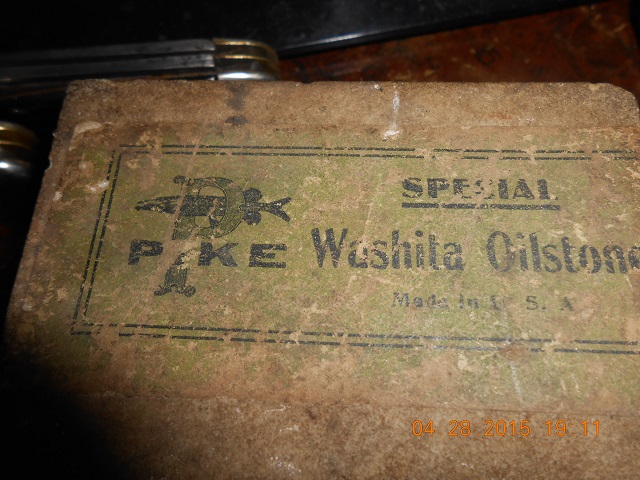 SPECIAL
PIKE Washita Oilstone
Made in U. S. A
04 28 2015 19 11